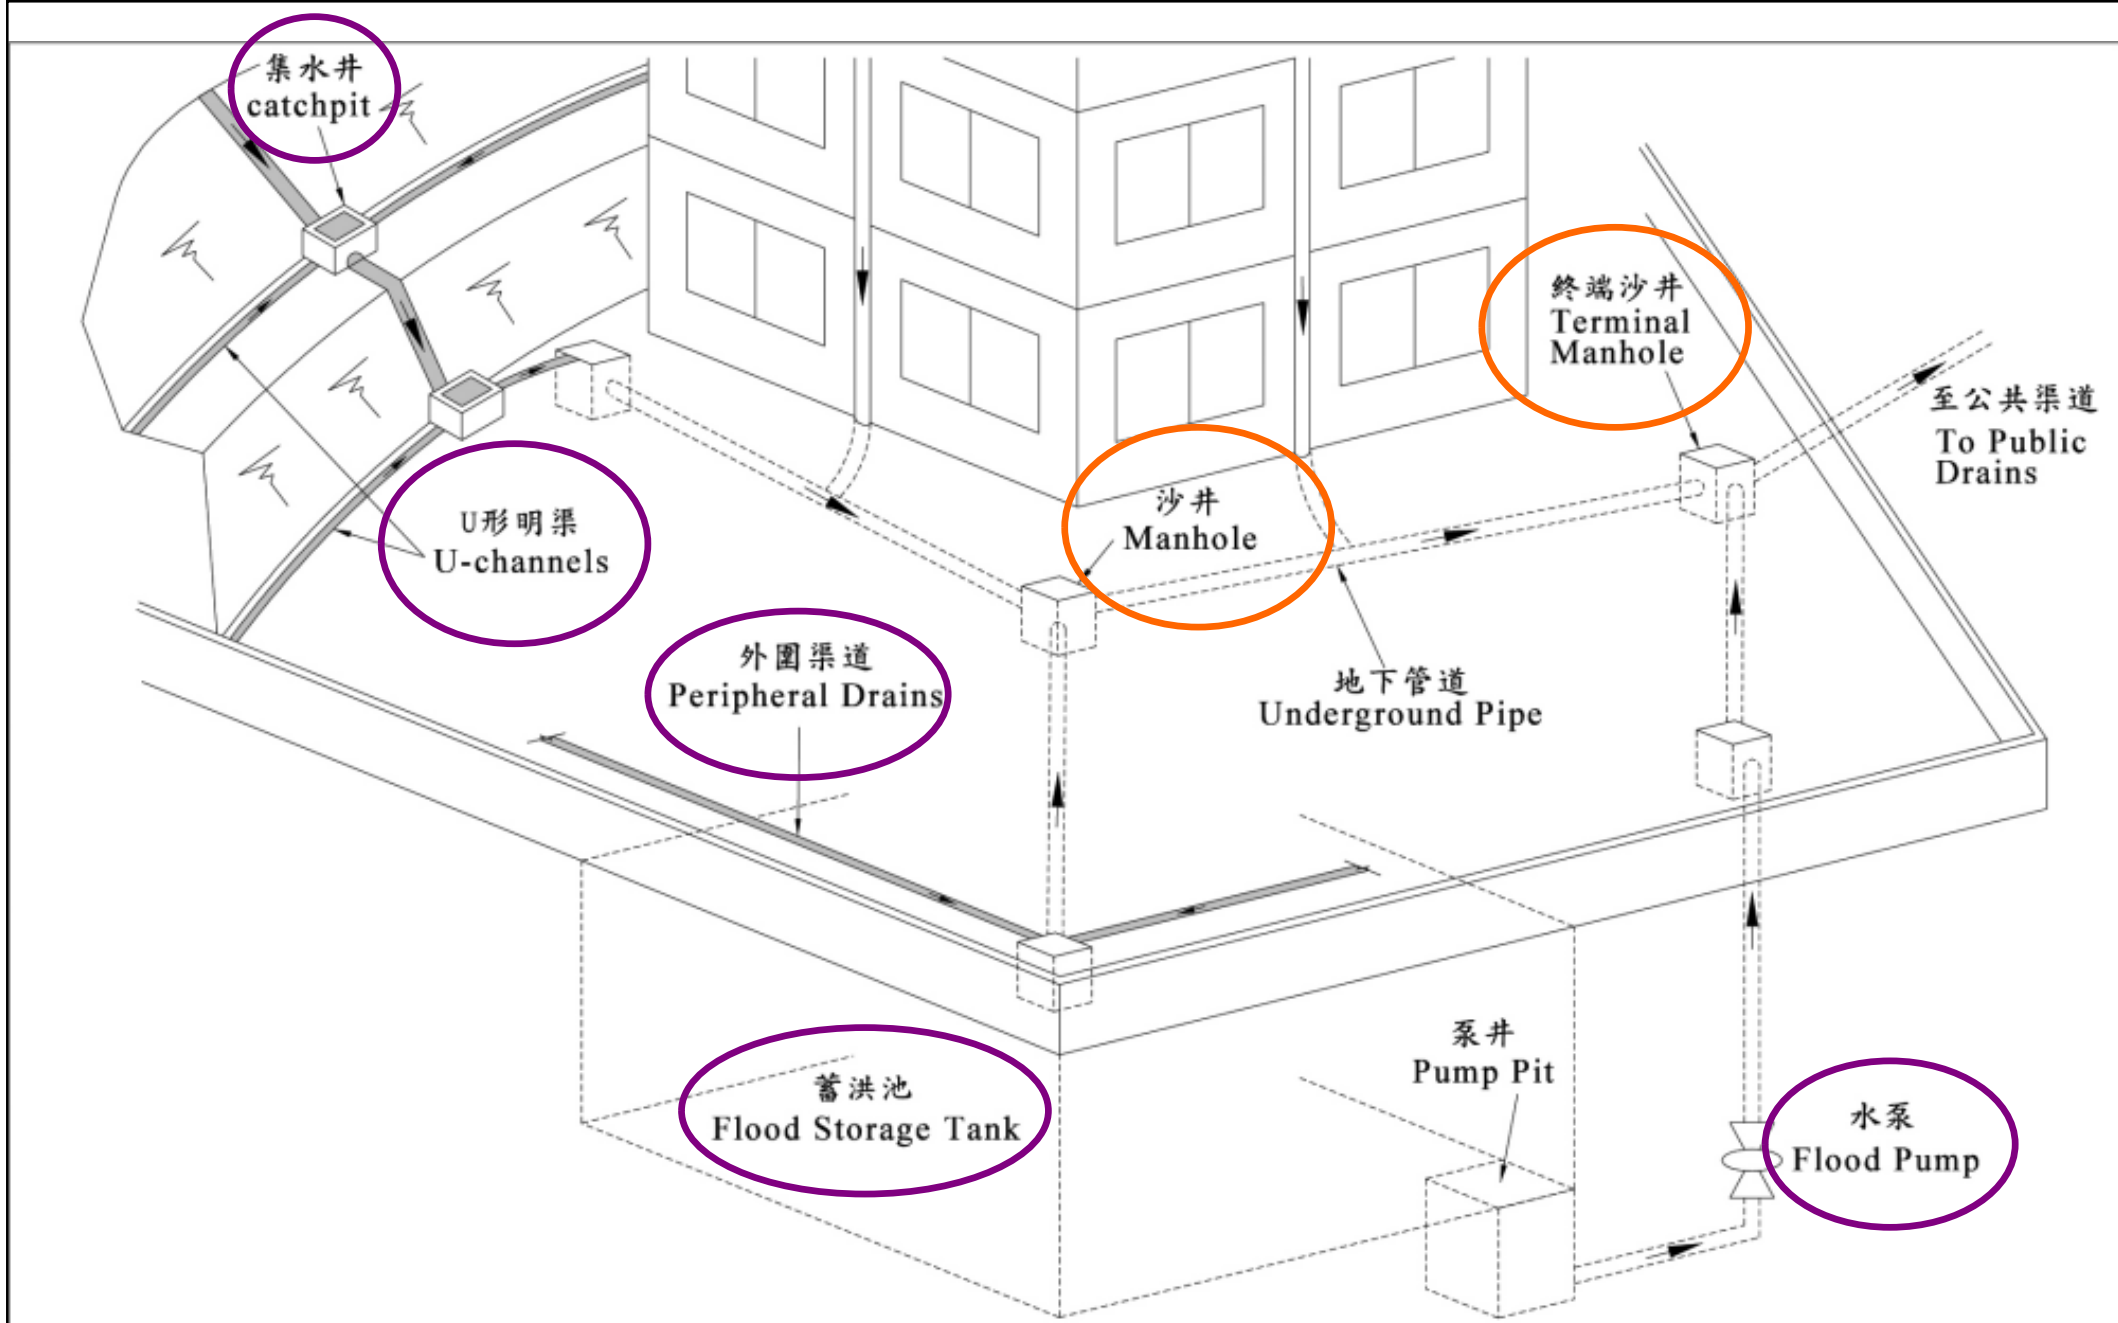 集水井
catchpit
終端沙井
Terminal
Manhole
至公共渠道
To Public
Drains
沙井
Manhole
U形明渠
U-channels
外圍渠道
Peripheral Drains
地下管道
Underground Pipe
泵井
Pump Pit
蓄洪池
Flood Storage Tank
水泵
Flood Pump